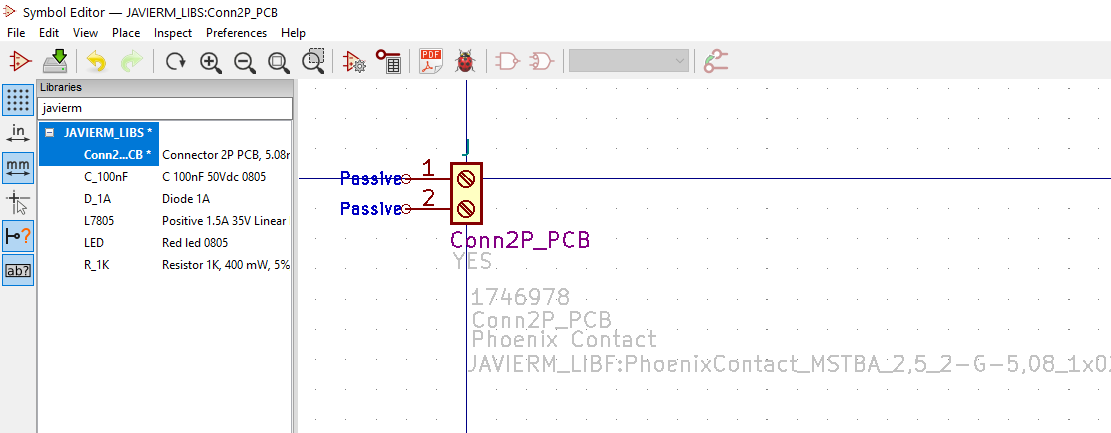 Symbol Editor — JAVIERM_LIBS:Conn2P_PCB
File Edit View Place Inspect Preferences Help
PDF
Libraries
javierm
in
mm
ab?
JAVIERM_LIBS *
Conn2...CB * Connector 2P PCB, 5.08r
C_100nF C 100nF 50Vdc 0805
D_1A Diode 1A
L7805 Positive 1.5A 35V Linear
LED Red led 0805
R_1K Resistor 1K, 400 mW, 5%
J
Passive 1
Passive 2
Conn2P_PCB
YES
1746978
Conn2P_PCB
Phoenix Contact
JAVIERM_LIBF:PhoenixContact_MSTBA_2,5_2-G-5,08_1x02